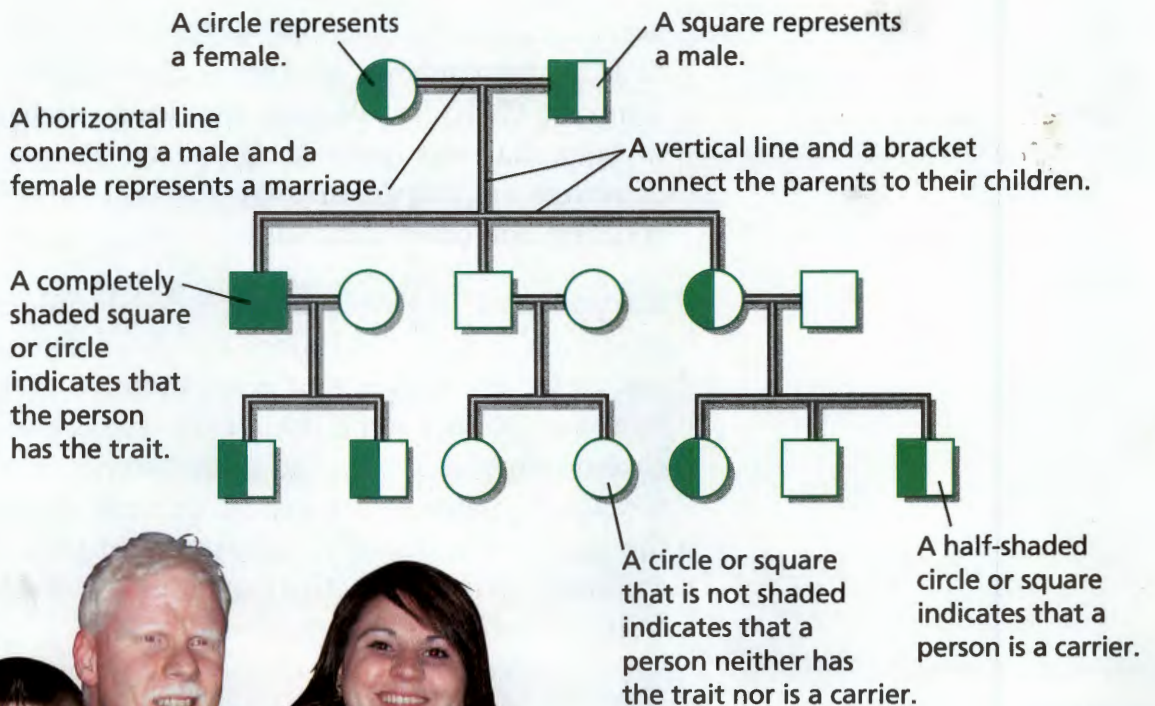 A circle represents
a female.
A square represents
a male.
A horizontal line
connecting a male and a
female represents a marriage.
A vertical line and a bracket
connect the parents to their children.
A completely
shaded square
or circle
indicates that
the person
has the trait.
A circle or square
that is not shaded
indicates that a
person neither has
the trait nor is a carrier.
A half-shaded
circle or square
indicates that a
person is a carrier.